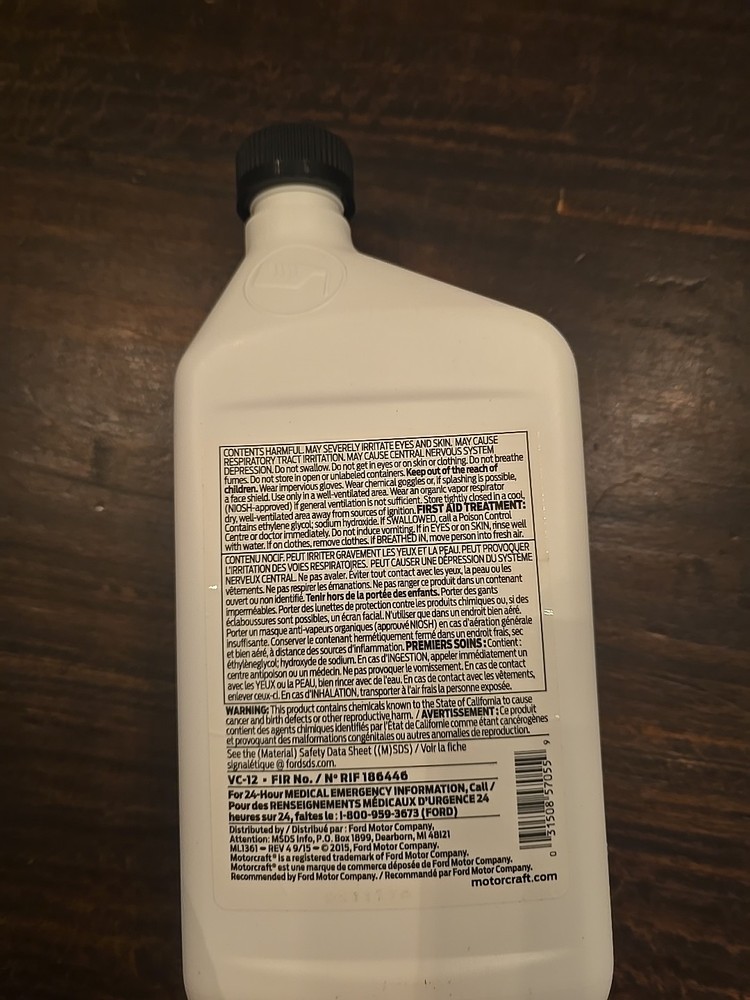 CONTENTS HARMFUL. MAY SEVERELY IRRITATE EYES AND SKIN. MAY CAUSE
RESPIRATORY TRACT IRRITATION. MAY CAUSE CENTRAL NERVOUS SYSTEM
DEPRESSION. Do not swallow. Do not get in eyes or on skin or clothing. Do not breathe
fumes. Do not store in open or unlabeled containers. Keep out of the reach of
children. Wear impervious gloves. Wear chemical goggles or, if splashing is possible,
a face shield. Use only in a well-ventilated area. Wear an organic vapor respirator
(NIOSH-approved) if general ventilation is not sufficient. Store tightly closed in a cool,
dry, well-ventilated area away from sources of ignition. FIRST AID TREATMENT:
Contains ethylene glycol; sodium hydroxide. If SWALLOWED, call a Poison Control
Centre or doctor immediately. Do not induce vomiting. If in EYES or on SKIN, rinse well
with water. If on clothes, remove clothes. if BREATHED IN, move person into fresh air.
CONTENU NOCIF. PEUT IRRITER GRAVEMENT LES YEUX ET LA PEAU. PEUT PROVOQUER
L'IRRITATION DES VOIES RESPIRATOIRES. PEUT CAUSER UNE DÉPRESSION DU SYSTÈME
NERVEUX CENTRAL. Ne pas avaler. Éviter tout contact avec les yeux, la peau ou les
vêtements. Ne pas respirer les émanations. Ne pas ranger ce produit dans un contenant
ouvert ou non identifié. Tenir hors de la portée des enfants. Porter des gants
imperméables. Porter des lunettes de protection contre les produits chimiques ou, si des
éclaboussures sont possibles, un écran facial. N'utiliser que dans un endroit bien aéré.
Porter un masque anti-vapeurs organiques (approuvé NIOSH) en cas d'aération générale
insuffisante. Conserver le contenant hermétiquement fermé dans un endroit frais, sec
et bien aéré, à distance des sources d'inflammation. PREMIERS SOINS : Contient :
éthylèneglycol; hydroxyde de sodium. En cas d'INGESTION, appeler immédiatement un
centre antipoison ou un médecin. Ne pas provoquer le vomissement. En cas de contact
avec les YEUX ou la PEAU, bien rincer avec de l'eau. En cas de contact avec les vêtements,
enlever ceux-ci. En cas d'INHALATION, transporter à l'air frais la personne exposée.
WARNING: This product contains chemicals known to the State of California to cause
cancer and birth defects or other reproductive harm. / AVERTISSEMENT : Ce produit
contient des agents chimiques identifiés par l'État de Californie comme étant cancérogènes
et provoquant des malformations congénitales ou autres anomalies de reproduction.
See the (Material) Safety Data Sheet ((M)SDS) / Voir la fiche
signalétique @ fordsds.com.
VC-12 • FIR No. / N° RIF 186446
For 24-Hour MEDICAL EMERGENCY INFORMATION, Call /
Pour des RENSEIGNEMENTS MÉDICAUX D'URGENCE 24
heures sur 24, faites le : 1-800-959-3673 (FORD)
Distributed by / Distribué par : Ford Motor Company,
Attention: MSDS Info, P.O. Box 1899, Dearborn, MI 48121
ML1361 – REV 4 9/15 – © 2015, Ford Motor Company.
Motorcraft® is a registered trademark of Ford Motor Company.
Motorcraft® est une marque de commerce déposée de Ford Motor Company.
Recommended by Ford Motor Company. / Recommandé par Ford Motor Company.
motorcraft.com
0 31508 57055 9